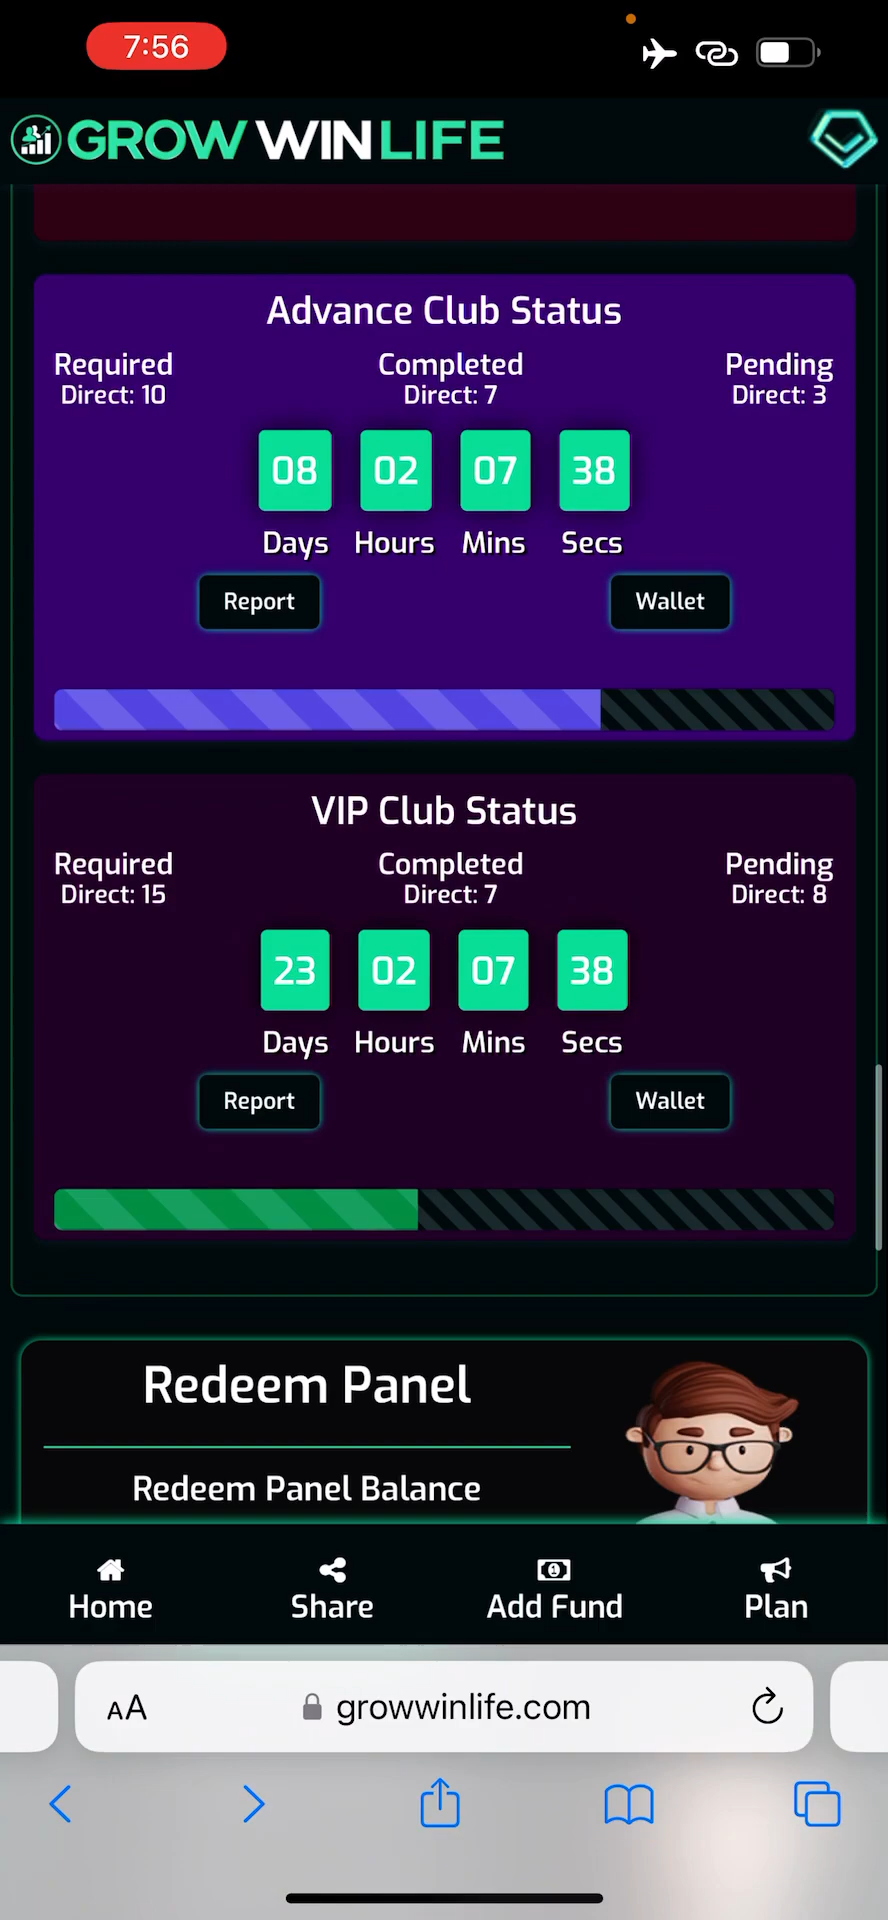 7:56
GROW WIN LIFE
Advance Club Status
Required Completed Pending
Direct: 10 Direct: 7 Direct: 3
08 02 07 38
Days Hours Mins Secs
Report Wallet
VIP Club Status
Required Completed Pending
Direct: 15 Direct: 7 Direct: 8
23 02 07 38
Days Hours Mins Secs
Report Wallet
Redeem Panel
Redeem Panel Balance
Home Share Add Fund Plan
AA growwinlife.com